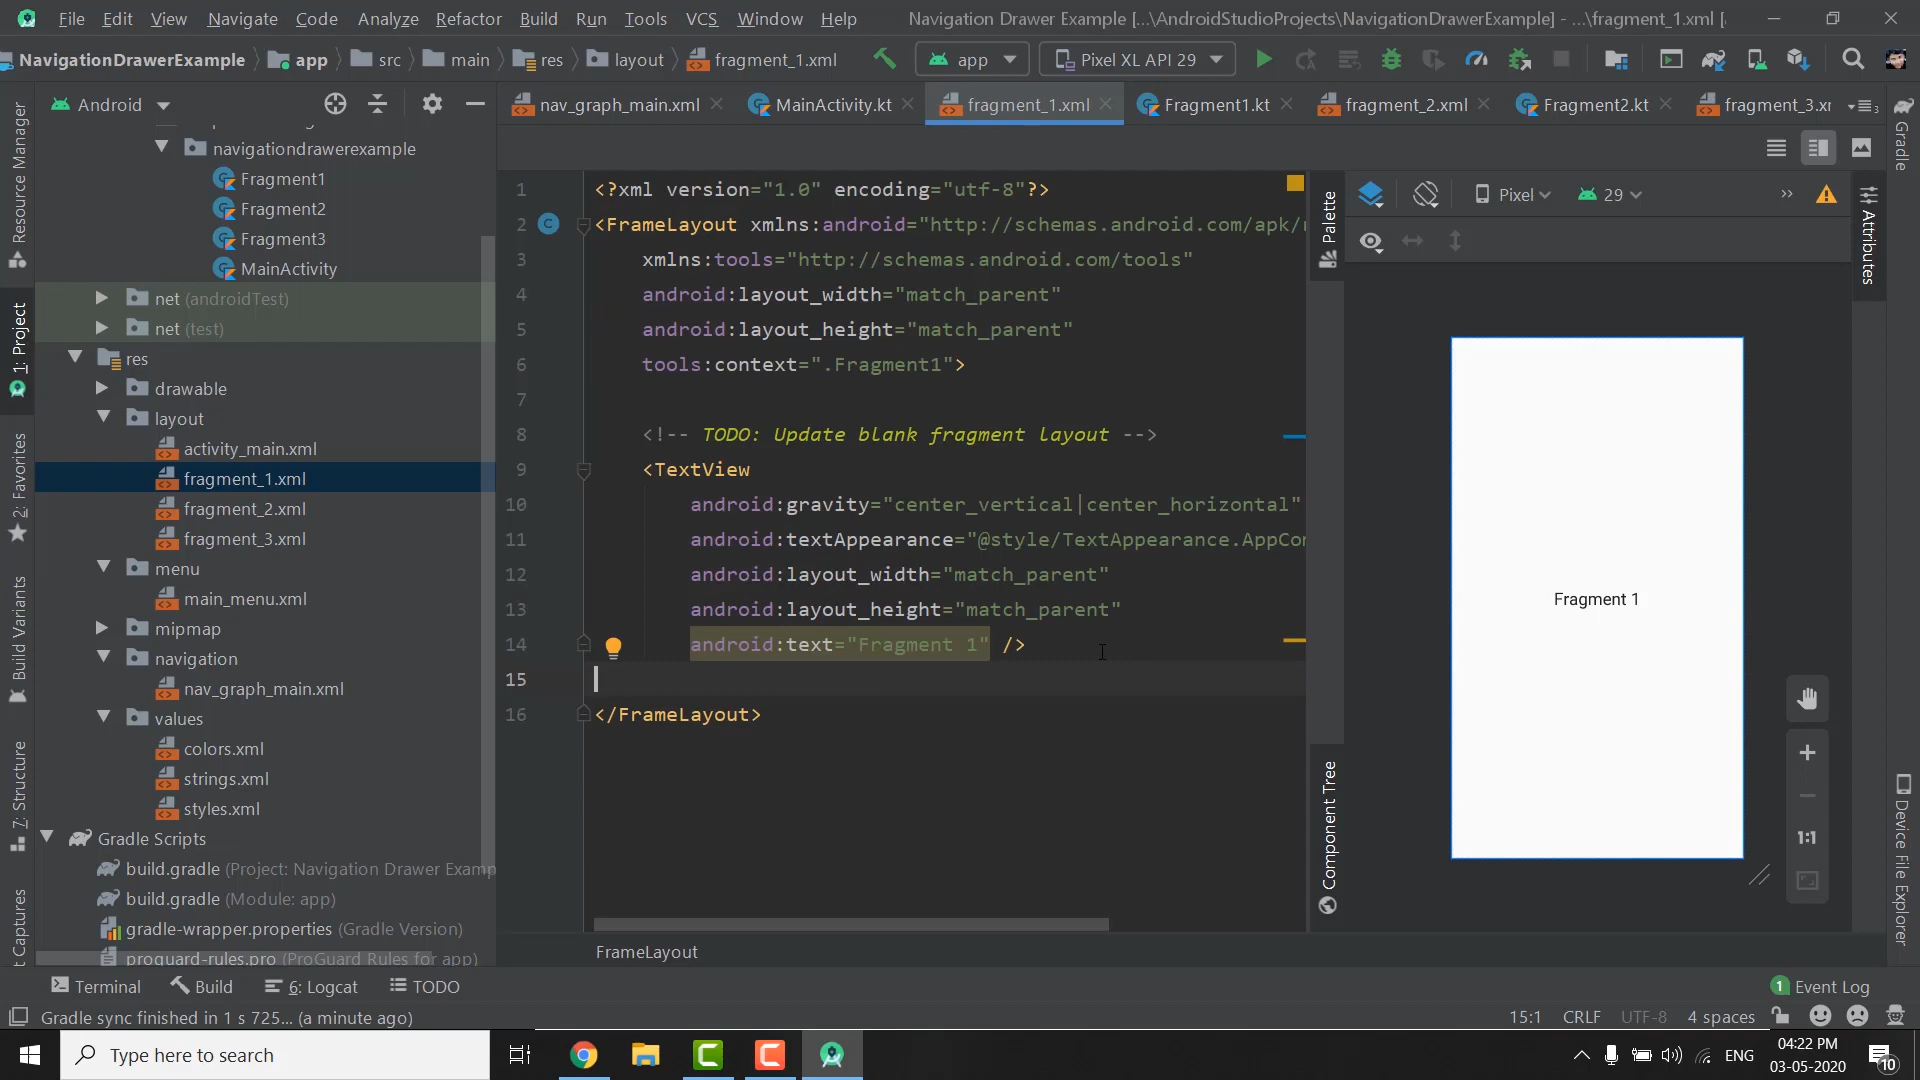 File Edit View Navigate Code Analyze Refactor Build Run Tools VCS Window Help Navigation Drawer Example [...\AndroidStudioProjects\NavigationDrawerExample] - ...\fragment_1.xml [
NavigationDrawerExample app src main res layout fragment_1.xml app Pixel XL API 29
Android
nav_graph_main.xml MainActivity.kt fragment_1.xml Fragment1.kt fragment_2.xml Fragment2.kt fragment_3.xr
navigationdrawerexample
Fragment1
Fragment2
Fragment3
MainActivity
net (androidTest)
net (test)
res
drawable
layout
activity_main.xml
fragment_1.xml
fragment_2.xml
fragment_3.xml
menu
main_menu.xml
mipmap
navigation
nav_graph_main.xml
values
colors.xml
strings.xml
styles.xml
Gradle Scripts
build.gradle (Project: Navigation Drawer Examp
build.gradle (Module: app)
gradle-wrapper.properties (Gradle Version)
proguard-rules.pro (ProGuard Rules for app)
Resource Manager
1: Project
2: Favorites
Build Variants
7: Structure
t Captures
1 <?xml version="1.0" encoding="utf-8"?>
2 <FrameLayout xmlns:android="http://schemas.android.com/apk/r
3 xmlns:tools="http://schemas.android.com/tools"
4 android:layout_width="match_parent"
5 android:layout_height="match_parent"
6 tools:context=".Fragment1">
7
8 <!-- TODO: Update blank fragment layout -->
9 <TextView
10 android:gravity="center_vertical|center_horizontal"
11 android:textAppearance="@style/TextAppearance.AppCom
12 android:layout_width="match_parent"
13 android:layout_height="match_parent"
14 android:text="Fragment 1" />
15
16 </FrameLayout>
FrameLayout
Palette
Component Tree
Pixel 29
Fragment 1
1:1
Gradle
Attributes
Device File Explorer
Terminal Build 6: Logcat TODO 1 Event Log
Gradle sync finished in 1 s 725... (a minute ago) 15:1 CRLF UTF-8 4 spaces
Type here to search ENG 04:22 PM
03-05-2020 10